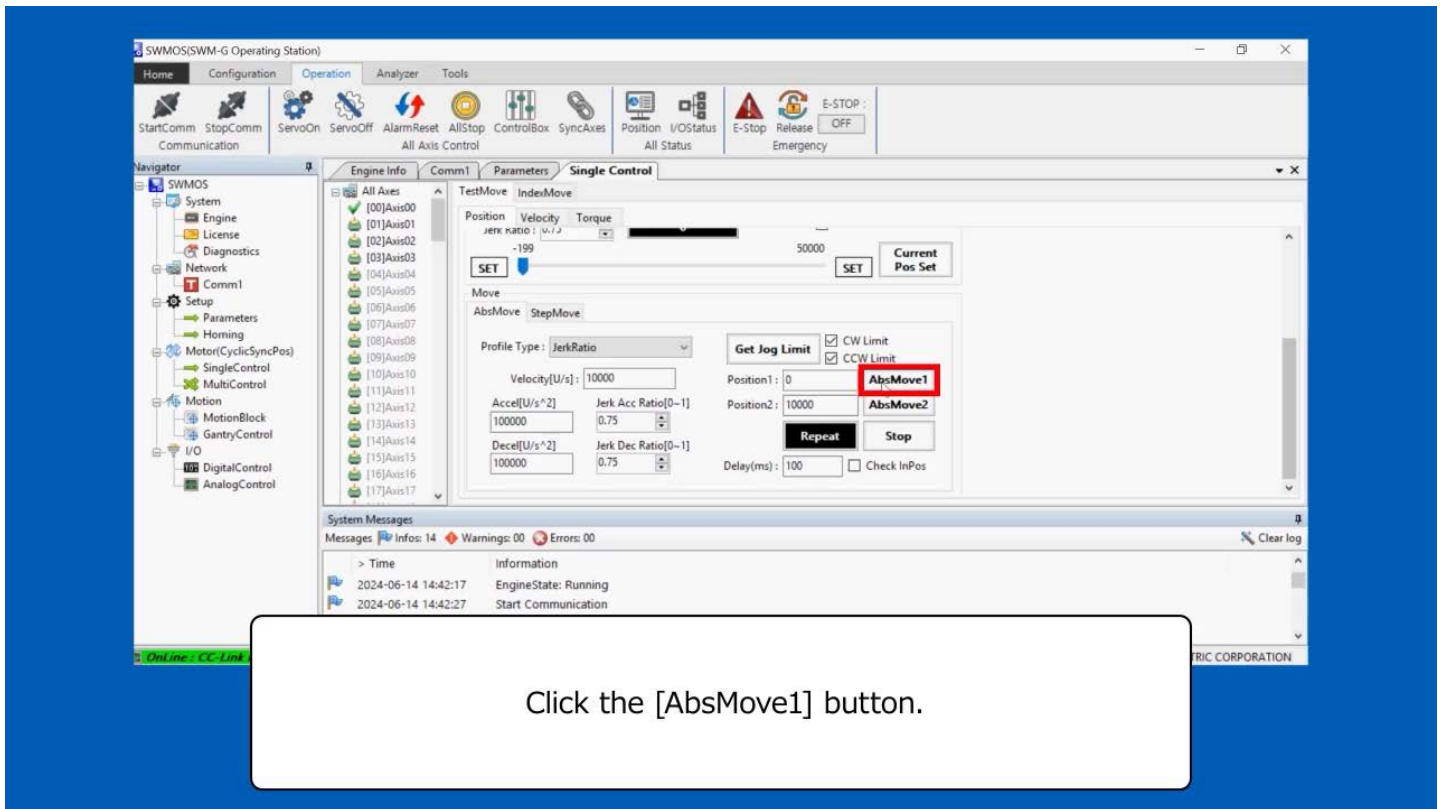 SWMOS(SWM-G Operating Station)
Home Configuration Operation Analyzer Tools
StartComm StopComm ServoOn ServoOff AlarmReset AllStop ControlBox SyncAxes Position I/OStatus E-Stop Release E-STOP : OFF
Communication All Axis Control All Status Emergency
Navigator
SWMOS
System
Engine
License
Diagnostics
Network
Comm1
Setup
Parameters
Homing
Motor(CyclicSyncPos)
SingleControl
MultiControl
Motion
MotionBlock
GantryControl
I/O
DigitalControl
AnalogControl
Engine Info Comm1 Parameters Single Control
All Axes
[00]Axis00
[01]Axis01
[02]Axis02
[03]Axis03
[04]Axis04
[05]Axis05
[06]Axis06
[07]Axis07
[08]Axis08
[09]Axis09
[10]Axis10
[11]Axis11
[12]Axis12
[13]Axis13
[14]Axis14
[15]Axis15
[16]Axis16
[17]Axis17
TestMove IndexMove
Position Velocity Torque
Jerk Ratio : 0.75
-199 50000
SET SET Current Pos Set
Move
AbsMove StepMove
Profile Type : JerkRatio
Velocity[U/s] : 10000
Accel[U/s^2] Jerk Acc Ratio[0~1]
100000 0.75
Decel[U/s^2] Jerk Dec Ratio[0~1]
100000 0.75
Get Jog Limit CW Limit
CCW Limit
Position1 : 0 AbsMove1
Position2 : 10000 AbsMove2
Repeat Stop
Delay(ms) : 100 Check InPos
System Messages
Messages Infos: 14 Warnings: 00 Errors: 00 Clear log
> Time Information
2024-06-14 14:42:17 EngineState: Running
2024-06-14 14:42:27 Start Communication
OnLine : CC-Link
TRIC CORPORATION
Click the [AbsMove1] button.